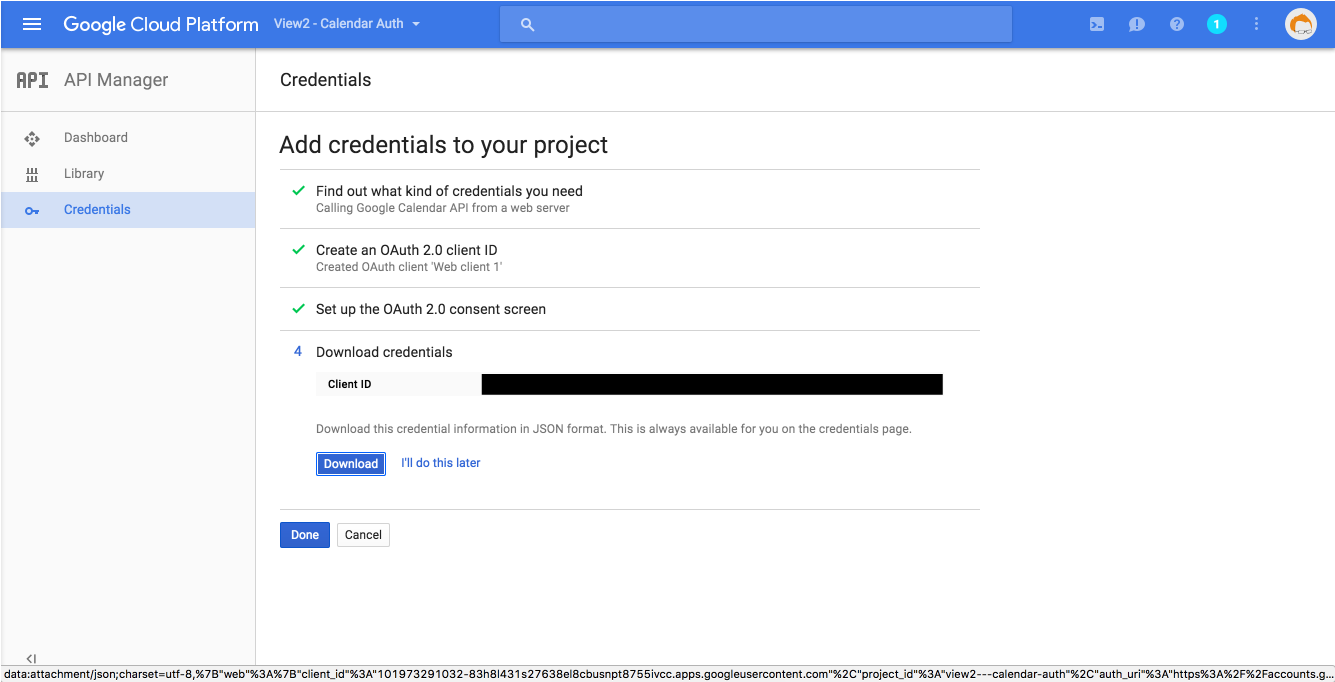 Google Cloud Platform View2 - Calendar Auth 1
API API Manager
Credentials
Dashboard
Library
Credentials
Add credentials to your project
Find out what kind of credentials you need
Calling Google Calendar API from a web server
Create an OAuth 2.0 client ID
Created OAuth client 'Web client 1'
Set up the OAuth 2.0 consent screen
4 Download credentials
Client ID
Download this credential information in JSON format. This is always available for you on the credentials page.
Download I'll do this later
Done Cancel
data:attachment/json;charset=utf-8,%7B"web"%3A%7B"client_id"%3A"101973291032-83h8l431s27638el8cbusnpt8755ivcc.apps.googleusercontent.com"%2C"project_id"%3A"view2---calendar-auth"%2C"auth_uri"%3A"https%3A%2F%2Faccounts.g...